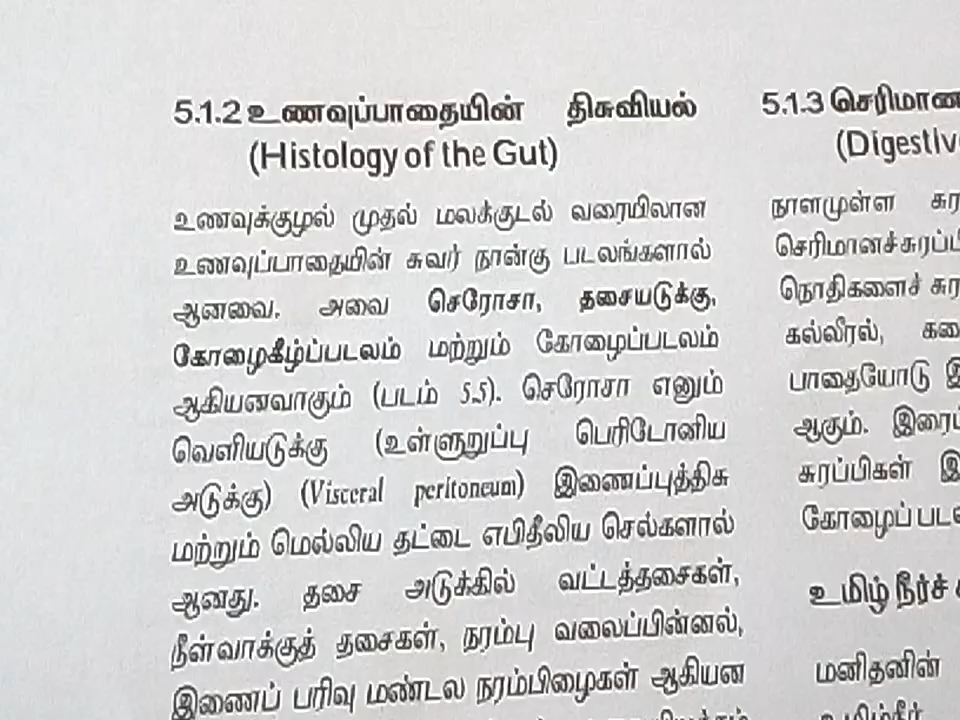 5.1.2 உணவுப்பாதையின் திசுவியல்
(Histology of the Gut)
உணவுக்குழல் முதல் மலக்குடல் வரையிலான
உணவுப்பாதையின் சுவர் நான்கு படலங்களால்
ஆனவை. அவை செரோசா, தசையடுக்கு,
கோழைகீழ்ப்படலம் மற்றும் கோழைப்படலம்
ஆகியனவாகும் (படம் 5.5). செரோசா எனும்
வெளியடுக்கு (உள்ளுறுப்பு பெரிடோனிய
அடுக்கு) (Visceral peritoneum) இணைப்புத்திசு
மற்றும் மெல்லிய தட்டை எபிதீலிய செல்களால்
ஆனது. தசை அடுக்கில் வட்டத்தசைகள்,
நீள்வாக்குத் தசைகள், நரம்பு வலைப்பின்னல்,
இணைப் பரிவு மண்டல நரம்பிழைகள் ஆகியன
5.1.3 செரிமான
(Digestiv
நாளமுள்ள சுர
செரிமானச்சுரப்பி
நொதிகளைச் சுர
கல்லீரல், கணை
பாதையோடு இ
ஆகும். இரைப்
சுரப்பிகள் இ
கோழைப் படல
உமிழ் நீர்ச்
மனிதனின்
உமிழ்நீர்